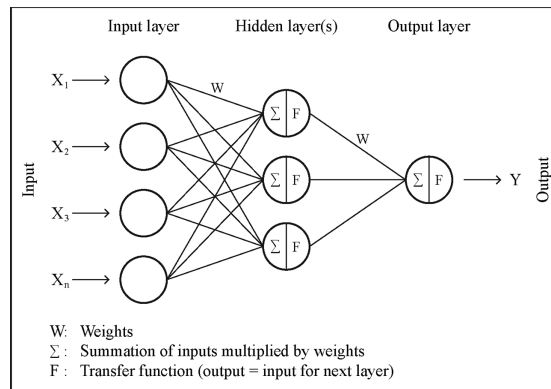 Input layer Hidden layer(s) Output layer
X1
W
Σ F
X2
W
Input
Σ F
Σ F
Y
Output
X3
Σ F
Xn
W: Weights
Σ : Summation of inputs multiplied by weights
F : Transfer function (output = input for next layer)